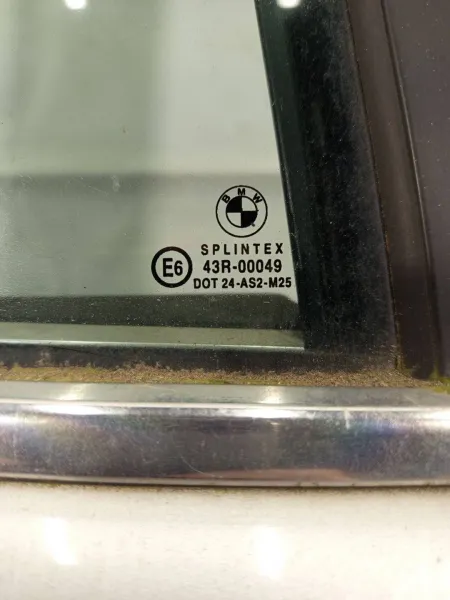 BMW
SPLINTEX
E6
43R-00049
DOT 24-AS2-M25